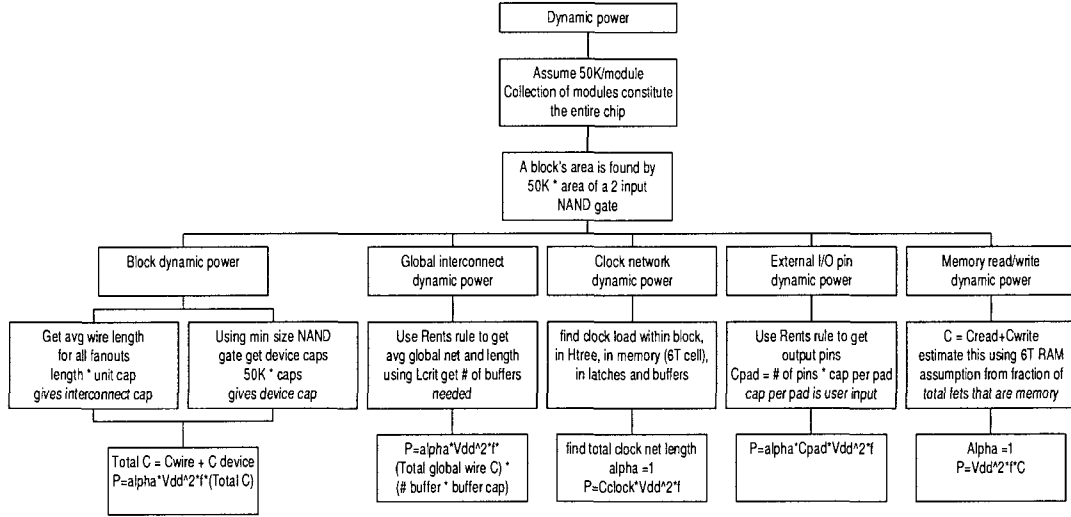 Dynamic power
Assume 50K/module
Collection of modules constitute
the entire chip
A block's area is found by
50K * area of a 2 input
NAND gate
Block dynamic power
Global interconnect
dynamic power
Clock network
dynamic power
External I/O pin
dynamic power
Memory read/write
dynamic power
Get avg wire length
for all fanouts
length * unit cap
gives interconnect cap
Using min size NAND
gate get device caps
50K * caps
gives device cap
Use Rents rule to get
avg global net and length
using Lcrit get # of buffers
needed
find clock load within block,
in Htree, in memory (6T cell),
in latches and buffers
Use Rents rule to get
output pins
Cpad = # of pins * cap per pad
cap per pad is user input
C = Cread+Cwrite
estimate this using 6T RAM
assumption from fraction of
total fets that are memory
Total C = Cwire + C device
P=alpha*Vdd^2*f*(Total C)
P=alpha*Vdd^2*f*
(Total global wire C) *
(# buffer * buffer cap)
find total clock net length
alpha =1
P=Cclock*Vdd^2*f
P=alpha*Cpad*Vdd^2*f
Alpha =1
P=Vdd^2*f*C